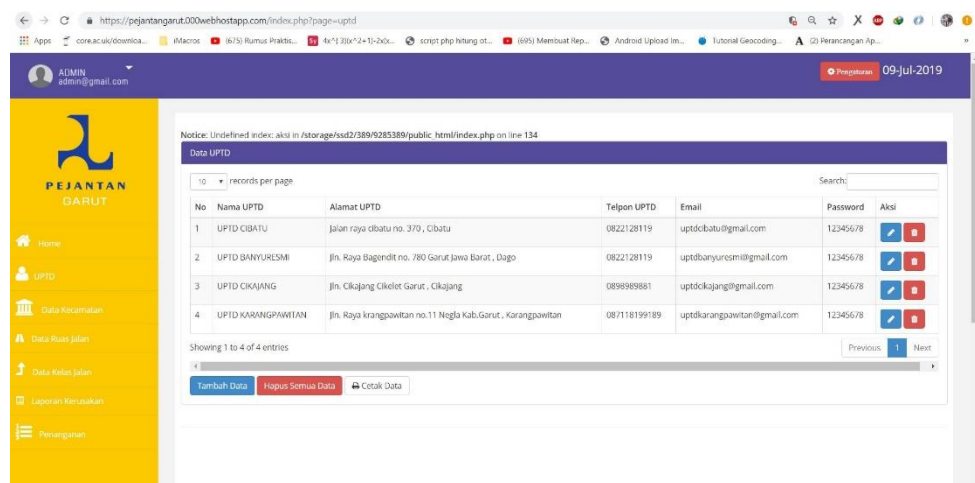 https://pejantangarut.000webhostapp.com/index.php?page=uptd
Apps
core.ac.uk/downloa...
iMacros
(675) Rumus Praktis...
script php hitung ot...
(695) Membuat Rep...
Android Upload Im...
Tutorial Geocoding...
(2) Perancangan Ap...
»
ADMIN
admin@gmail.com
Pengaturan 09-Jul-2019
PEJANTAN
GARUT
Home
UPTD
Data Kecamatan
Data Ruas Jalan
Data Kelas Jalan
Laporan Kerusakan
Penanganan
Notice: Undefined index: aksi in /storage/ssd2/389/9285389/public_html/index.php on line 134
Data UPTD
10 records per page Search:
No Nama UPTD Alamat UPTD Telpon UPTD Email Password Aksi
1 UPTD CIBATU Jalan raya cibatu no. 370 , Cibatu 0822128119 uptdcibatu@gmail.com 12345678
2 UPTD BANYURESMI Jln. Raya Bagendit no. 780 Garut Jawa Barat , Dago 0822128119 uptdbanyuresmi@gmail.com 12345678
3 UPTD CIKAJANG Jln. Cikajang Cikelet Garut , Cikajang 0898989881 uptdcikajang@gmail.com 12345678
4 UPTD KARANGPAWITAN Jln. Raya krangpawitan no.11 Negla Kab.Garut , Karangpawitan 087118199189 uptdkarangpawitan@gmail.com 12345678
Showing 1 to 4 of 4 entries Previous 1 Next
Tambah Data Hapus Semua Data Cetak Data